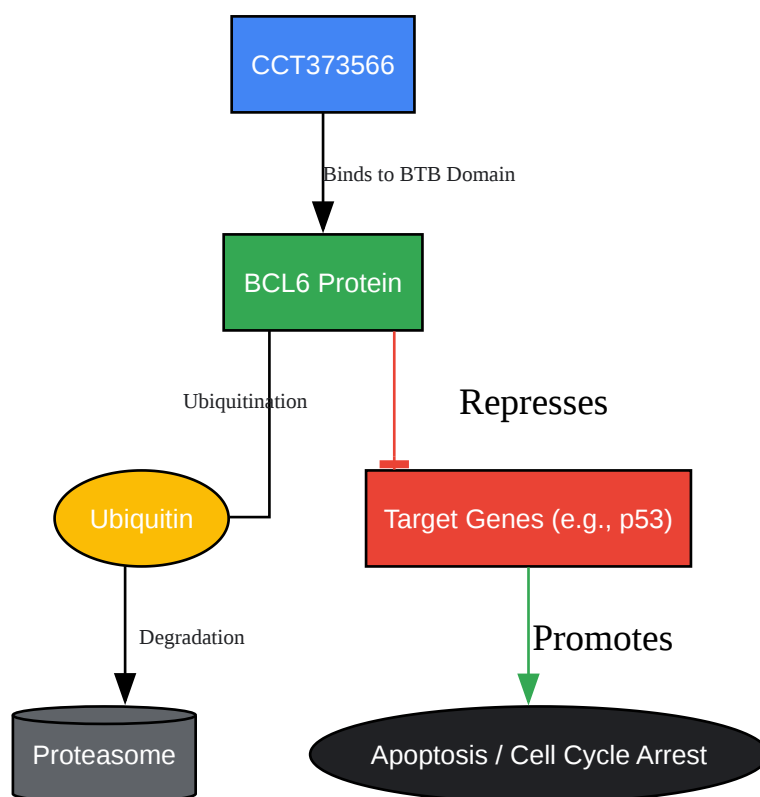 CCT373566
Binds to BTB Domain
BCL6 Protein
Ubiquitination
Represses
Ubiquitin
Target Genes (e.g., p53)
Degradation
Promotes
Proteasome
Apoptosis / Cell Cycle Arrest